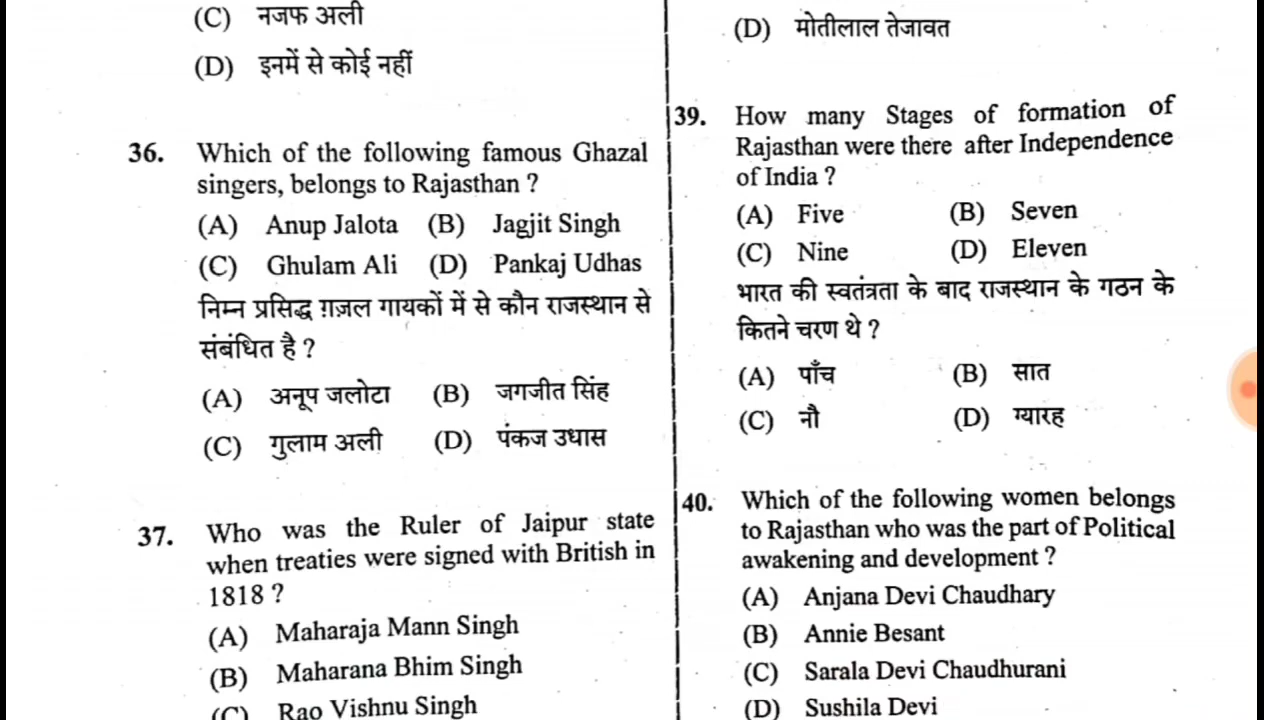 (C) नजफ अली
(D) इनमें से कोई नहीं
36. Which of the following famous Ghazal
singers, belongs to Rajasthan ?
(A) Anup Jalota (B) Jagjit Singh
(C) Ghulam Ali (D) Pankaj Udhas
निम्न प्रसिद्ध ग़ज़ल गायकों में से कौन राजस्थान से
संबंधित है ?
(A) अनूप जलोटा (B) जगजीत सिंह
(C) गुलाम अली (D) पंकज उधास
37. Who was the Ruler of Jaipur state
when treaties were signed with British in
1818 ?
(A) Maharaja Mann Singh
(B) Maharana Bhim Singh
(C) Rao Vishnu Singh
(D) मोतीलाल तेजावत
39. How many Stages of formation of
Rajasthan were there after Independence
of India ?
(A) Five (B) Seven
(C) Nine (D) Eleven
भारत की स्वतंत्रता के बाद राजस्थान के गठन के
कितने चरण थे ?
(A) पाँच (B) सात
(C) नौ (D) ग्यारह
40. Which of the following women belongs
to Rajasthan who was the part of Political
awakening and development ?
(A) Anjana Devi Chaudhary
(B) Annie Besant
(C) Sarala Devi Chaudhurani
(D) Sushila Devi